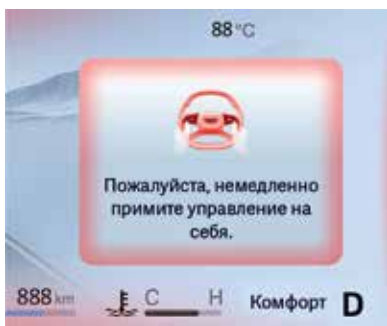 88 °C
Пожалуйста, немедленно
примите управление на
себя.
888 km
C H
Комфорт D